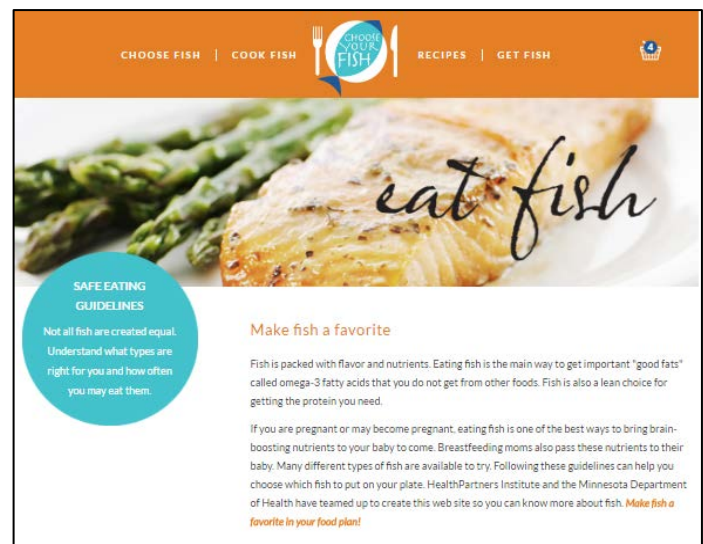 CHOOSE FISH | COOK FISH
CHOOSE
YOUR
FISH
RECIPES | GET FISH
4
eat fish
SAFE EATING
GUIDELINES
Not all fish are created equal.
Understand what types are
right for you and how often
you may eat them.
Make fish a favorite
Fish is packed with flavor and nutrients. Eating fish is the main way to get important "good fats"
called omega-3 fatty acids that you do not get from other foods. Fish is also a lean choice for
getting the protein you need.
If you are pregnant or may become pregnant, eating fish is one of the best ways to bring brain-
boosting nutrients to your baby to come. Breastfeeding moms also pass these nutrients to their
baby. Many different types of fish are available to try. Following these guidelines can help you
choose which fish to put on your plate. HealthPartners Institute and the Minnesota Department
of Health have teamed up to create this web site so you can know more about fish. Make fish a
favorite in your food plan!